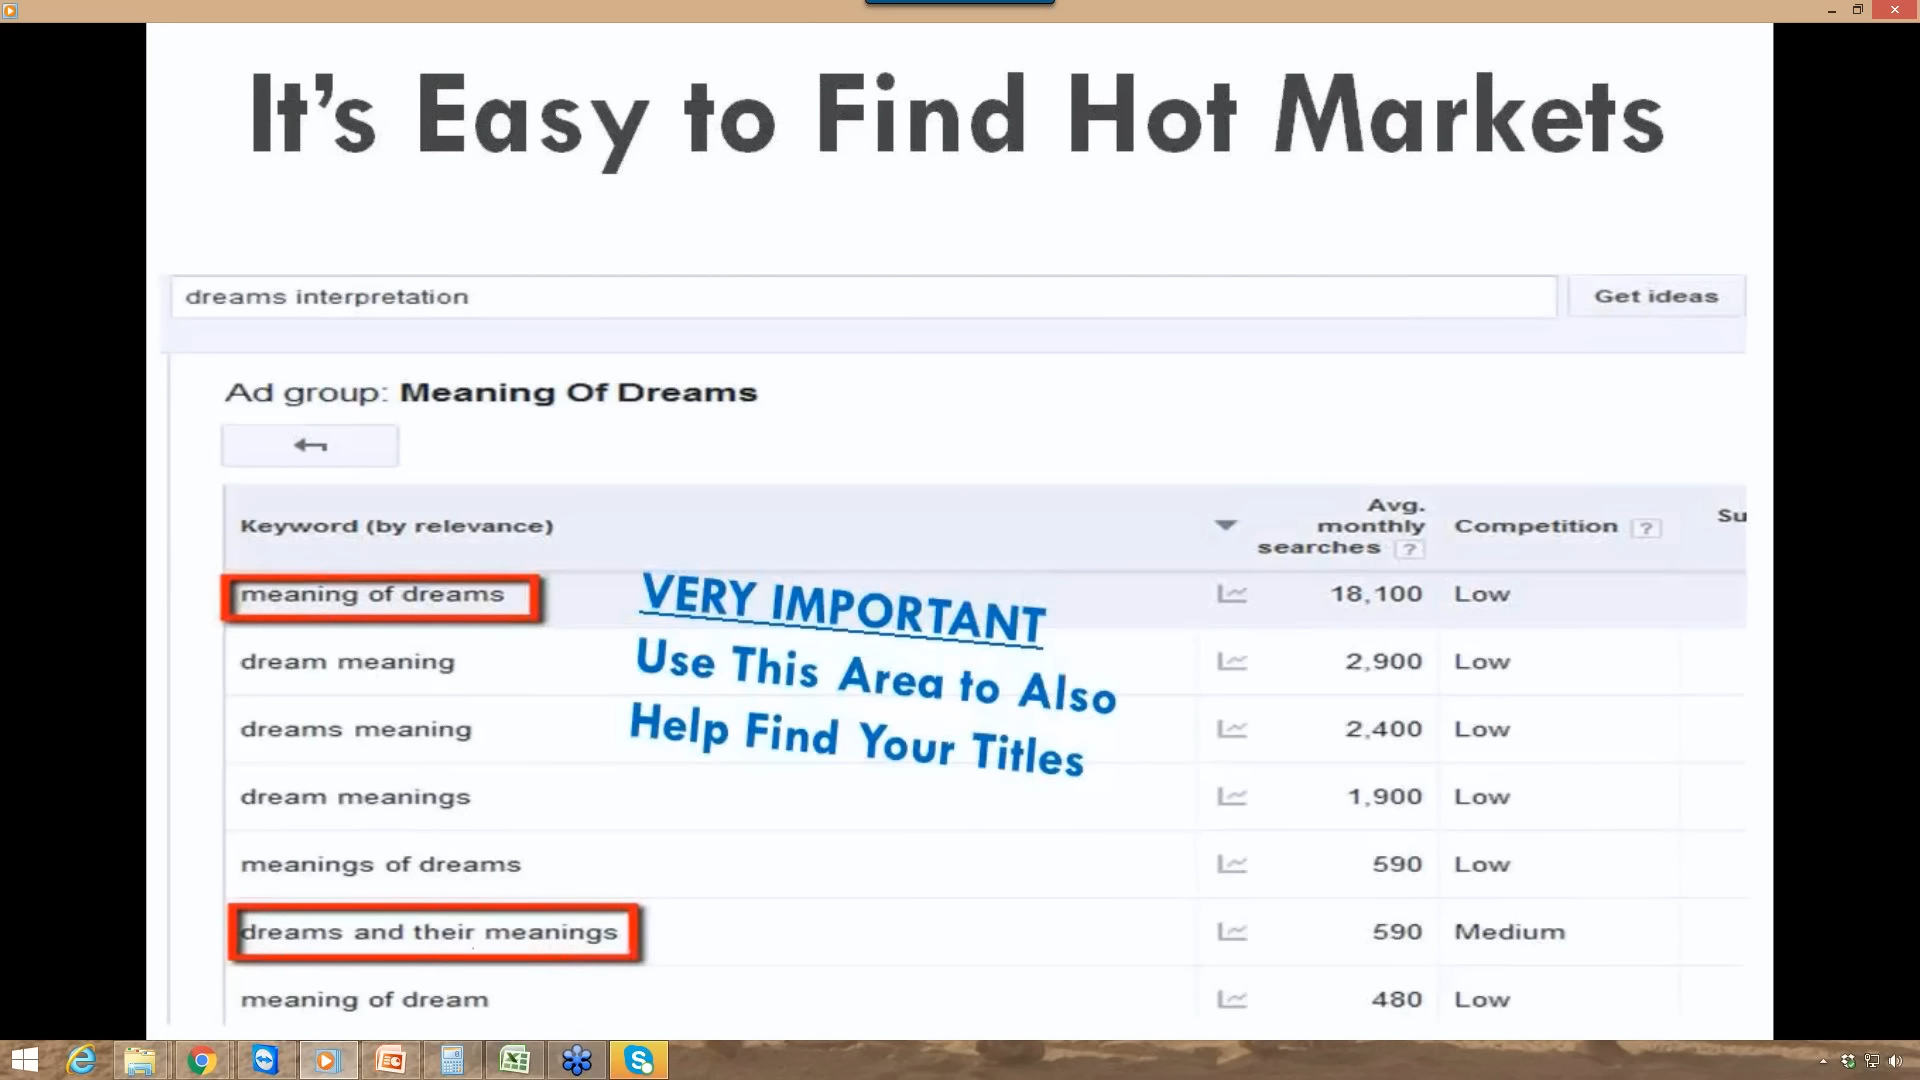 It's Easy to Find Hot Markets
dreams interpretation Get ideas
Ad group: Meaning Of Dreams
Keyword (by relevance) Avg. monthly searches ? Competition ? Su
meaning of dreams 18,100 Low
dream meaning 2,900 Low
dreams meaning 2,400 Low
dream meanings 1,900 Low
meanings of dreams 590 Low
dreams and their meanings 590 Medium
meaning of dream 480 Low
VERY IMPORTANT
Use This Area to Also
Help Find Your Titles